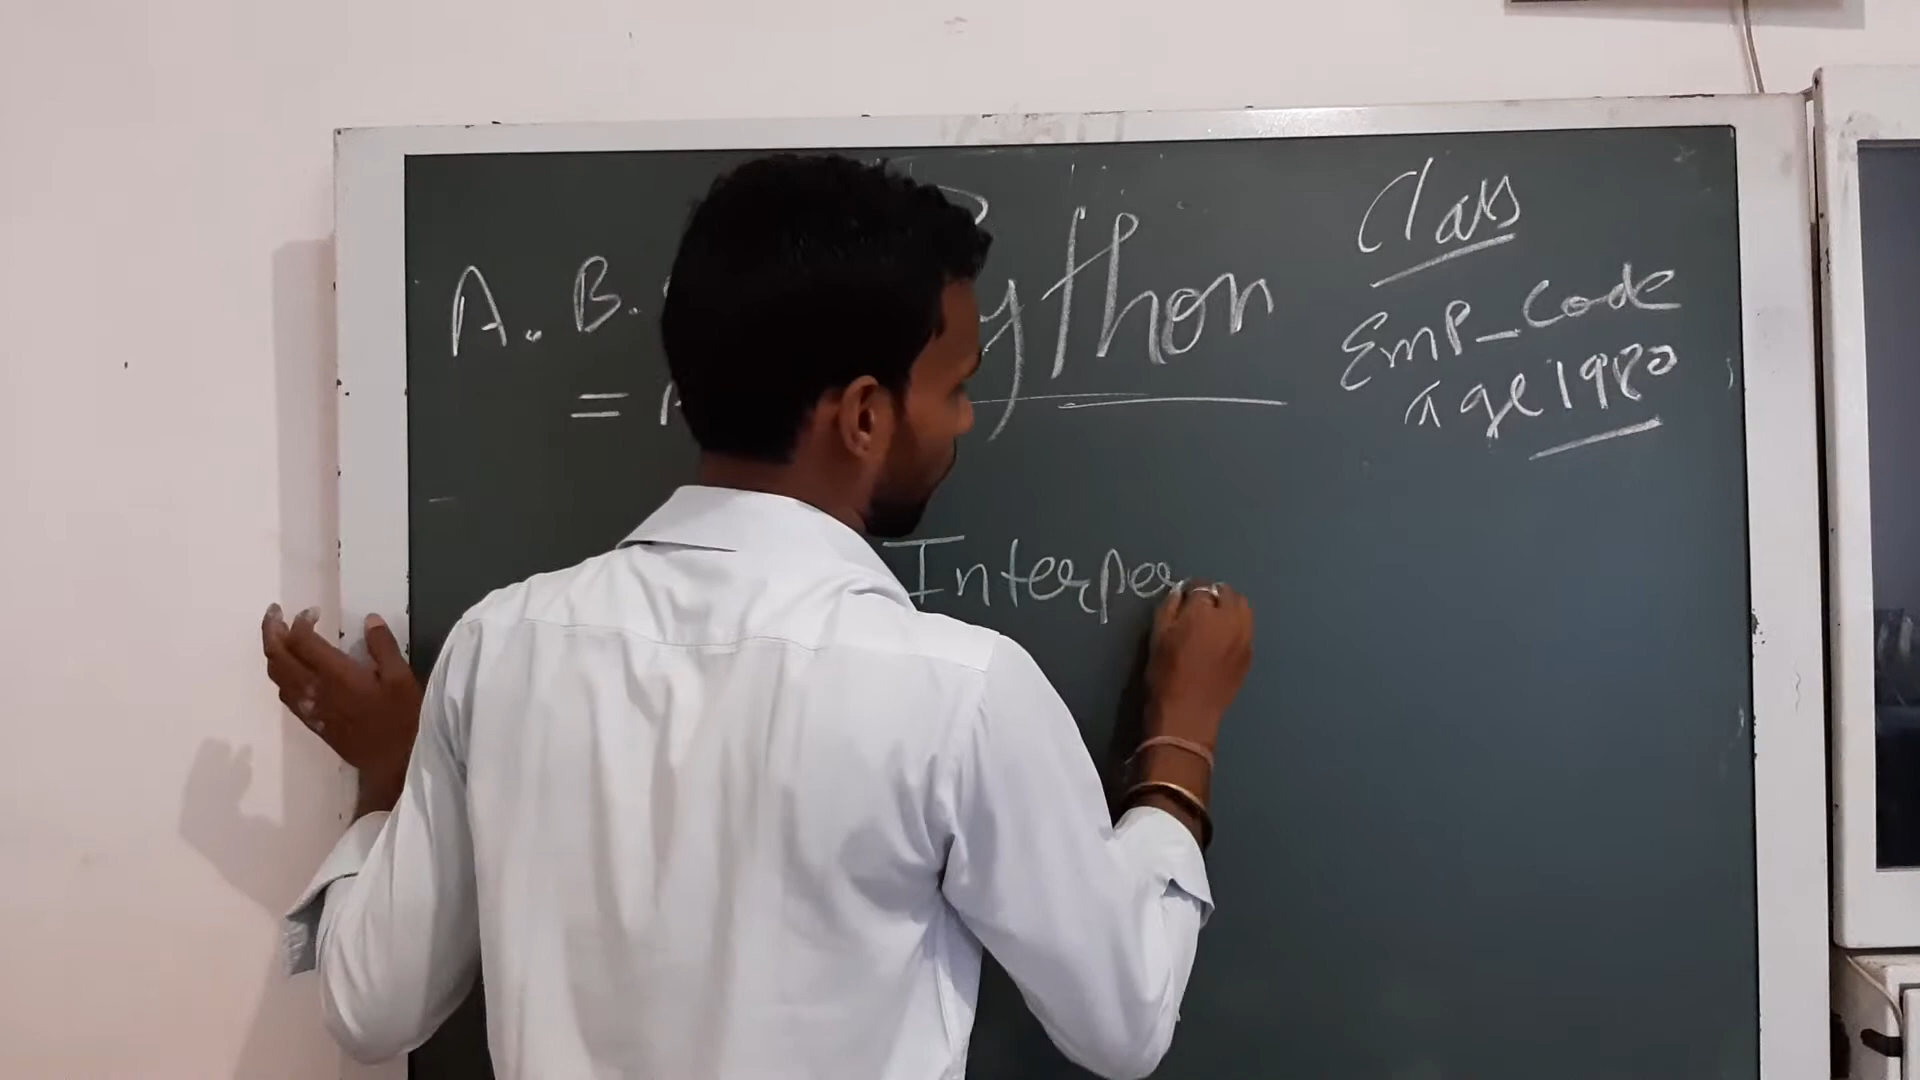 A. B.
ython
=
Class
Emp_Code
age 1980
Interper